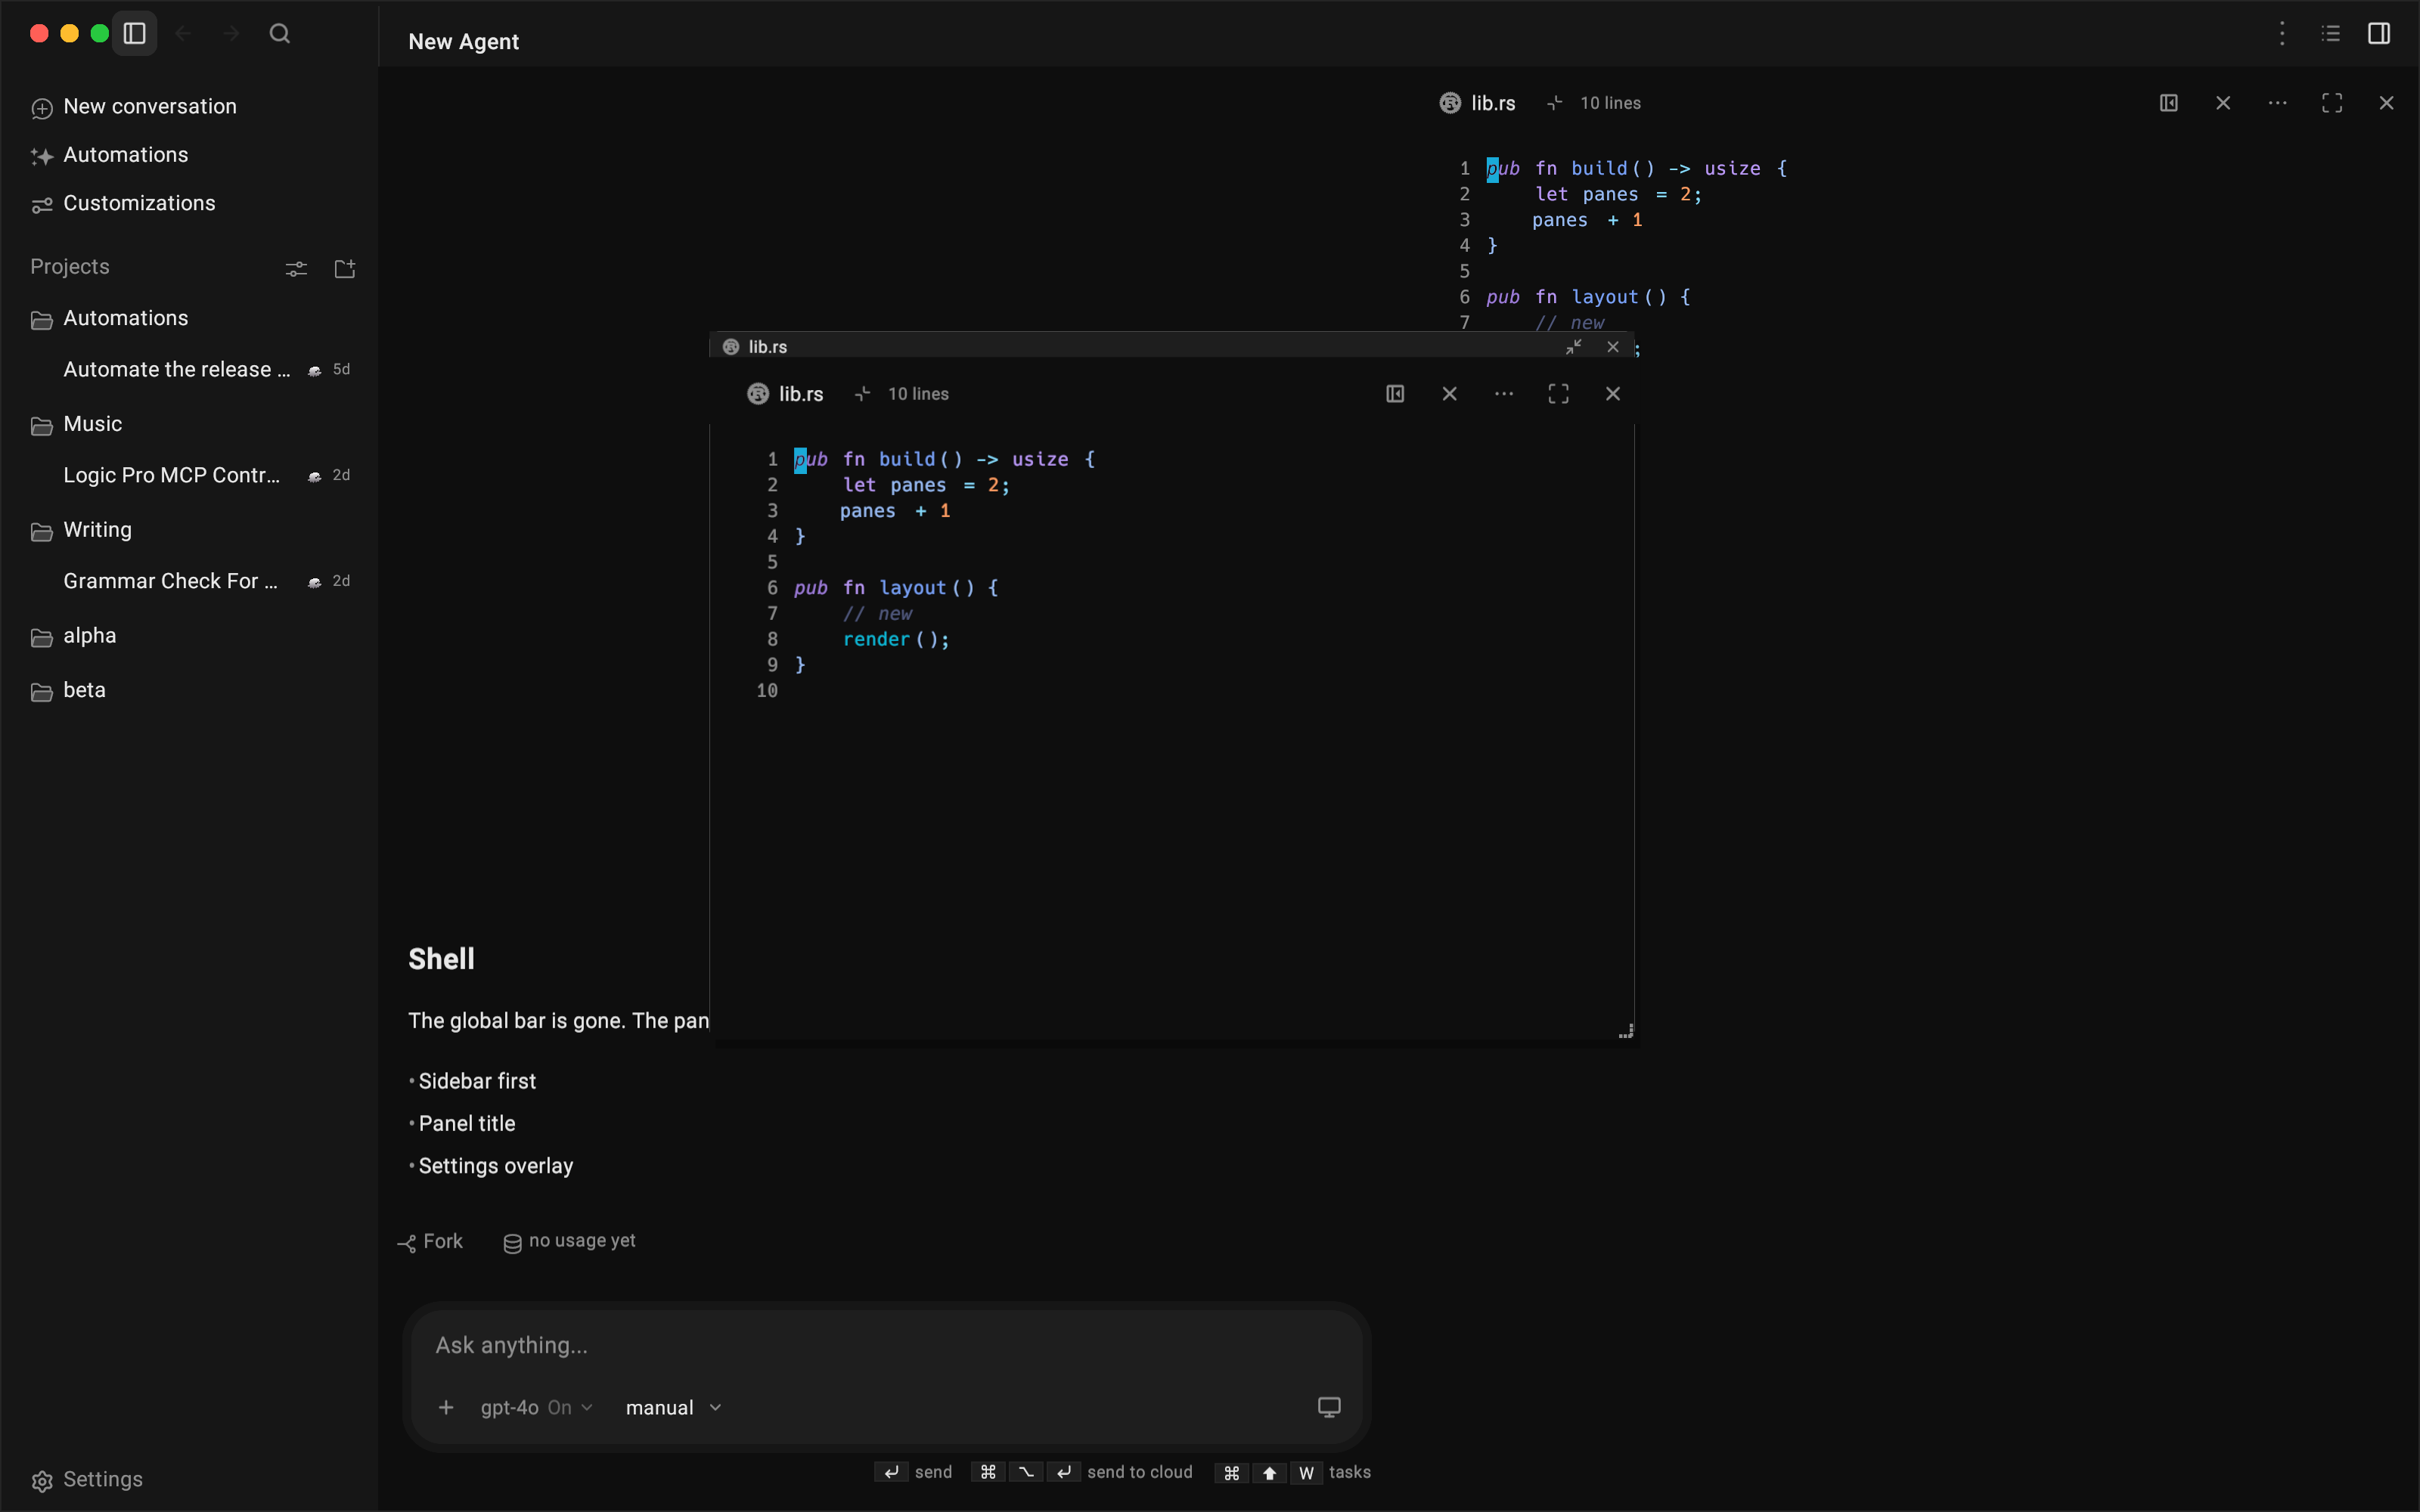 New Agent
New conversation
Automations
Customizations
Projects
Automations
Automate the release ... 5d
Music
Logic Pro MCP Contr... 2d
Writing
Grammar Check For ... 2d
alpha
beta
Settings
lib.rs 10 lines
1 pub fn build() -> usize {
2 let panes = 2;
3 panes + 1
4 }
5
6 pub fn layout() {
7 // new
;
lib.rs
lib.rs 10 lines
1 pub fn build() -> usize {
2 let panes = 2;
3 panes + 1
4 }
5
6 pub fn layout() {
7 // new
8 render();
9 }
10
Shell
The global bar is gone. The pan
• Sidebar first
• Panel title
• Settings overlay
Fork no usage yet
Ask anything...
+ gpt-4o On manual
↵ send ⌘ ⌥ ↵ send to cloud ⌘ ⬆ W tasks